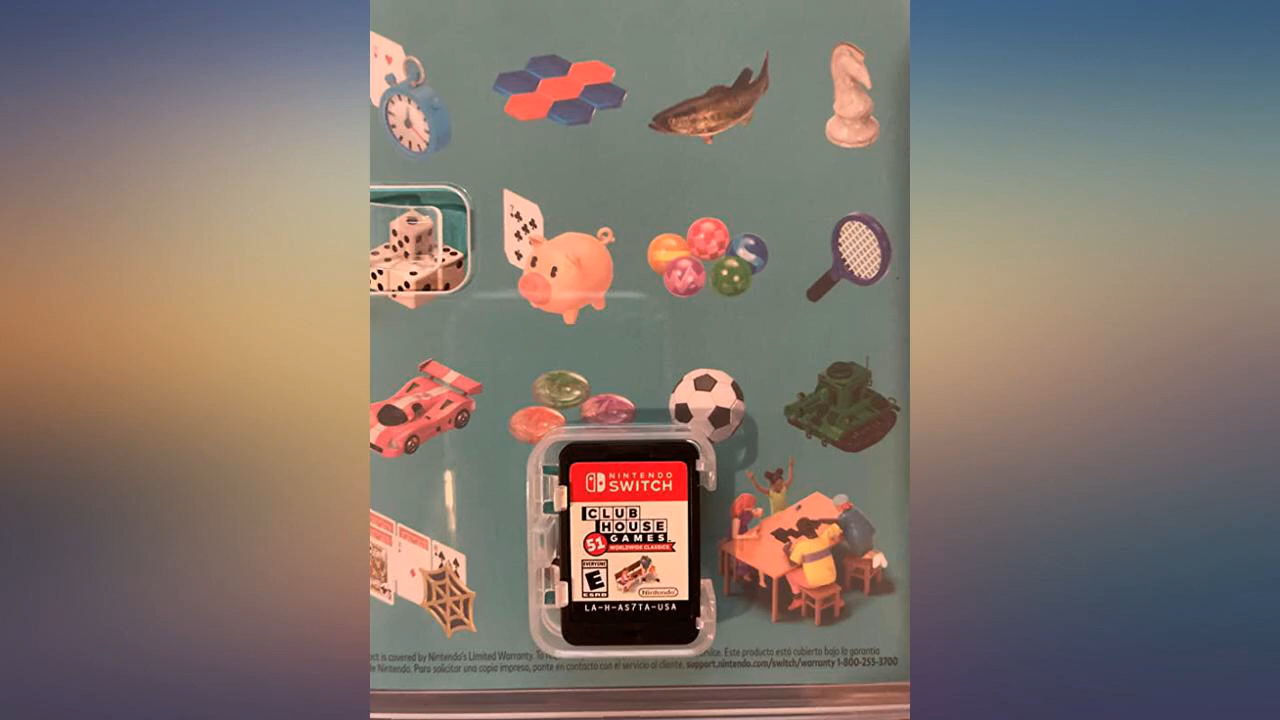 NINTENDO
SWITCH
CLUB
HOUSE
GAMES
51 WORLDWIDE CLASSICS
EVERYONE
E
ESRB
Nintendo
LA-H-AS7TA-USA
is covered by Nintendo's Limited Warranty. Este producto está cubierto bajo la garantía
Nintendo. Para solicitar una copia impresa, ponte en contacto con el servicio al cliente. support.nintendo.com/switch/warranty 1-800-255-3700